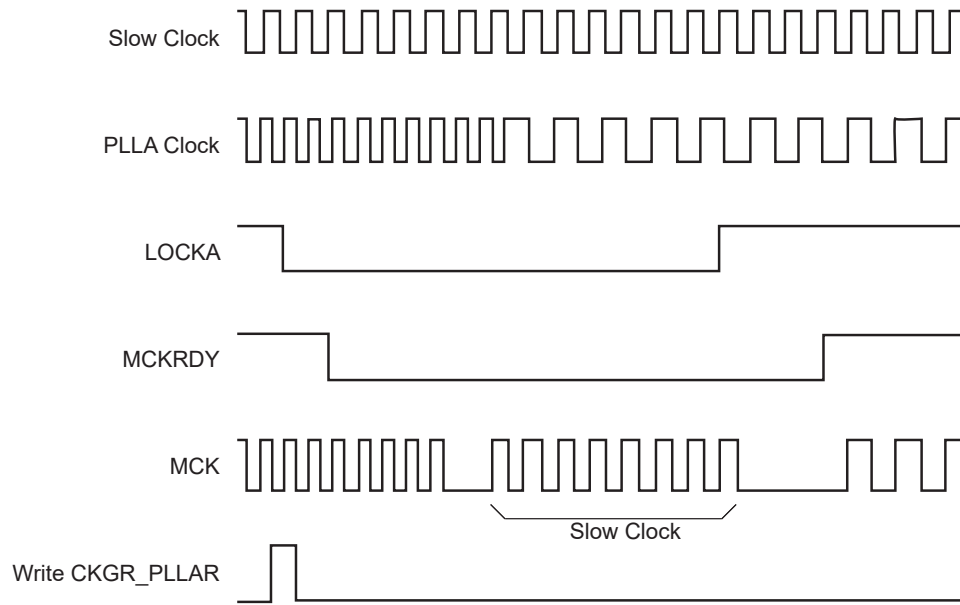 Slow Clock
PLLA Clock
LOCKA
MCKRDY
MCK
Slow Clock
Write CKGR_PLLAR